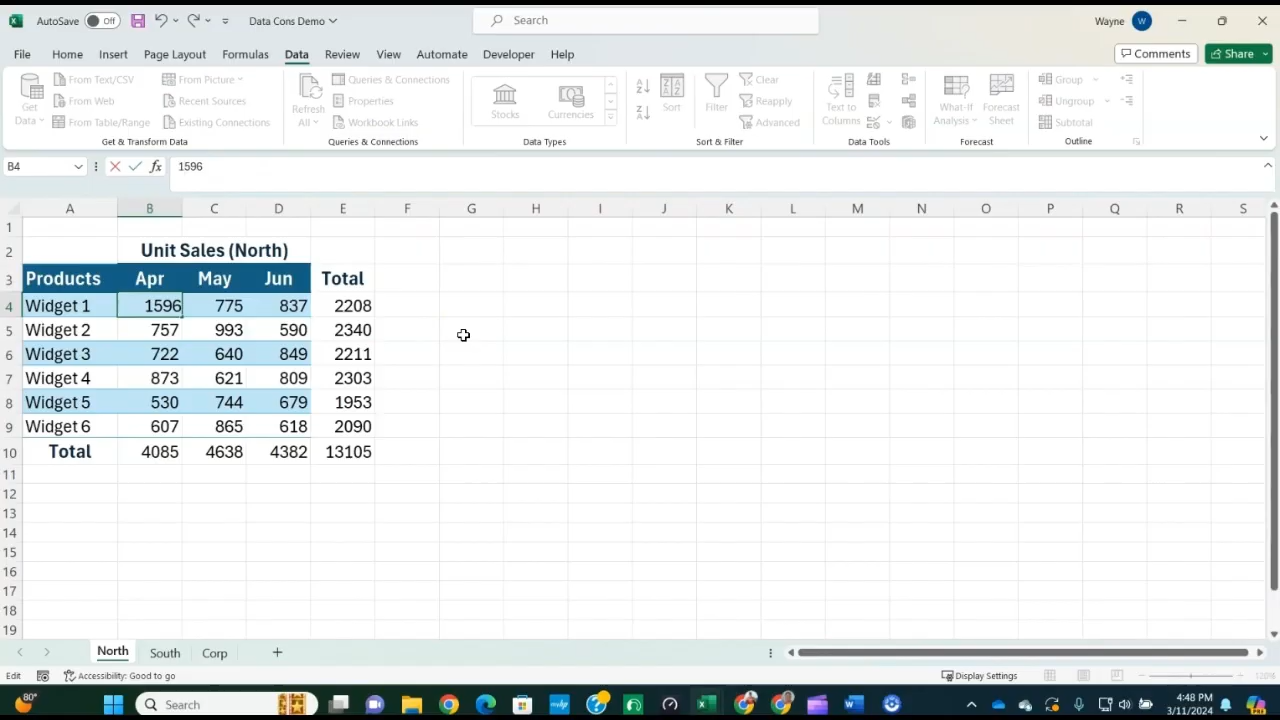 AutoSave Off Data Cons Demo Search Wayne W
File Home Insert Page Layout Formulas Data Review View Automate Developer Help Comments Share
Get Data
From Text/CSV
From Web
From Table/Range
From Picture
Recent Sources
Existing Connections
Get & Transform Data
Refresh All
Queries & Connections
Properties
Workbook Links
Queries & Connections
Stocks Currencies
Data Types
Sort Filter
Clear
Reapply
Advanced
Sort & Filter
Text to Columns
Data Tools
What-If Analysis
Forecast Sheet
Forecast
Group
Ungroup
Subtotal
Outline
B4 fx 1596
A B C D E F G H I J K L M N O P Q R S
1
2 Unit Sales (North)
3 Products Apr May Jun Total
4 Widget 1 1596 775 837 2208
5 Widget 2 757 993 590 2340
6 Widget 3 722 640 849 2211
7 Widget 4 873 621 809 2303
8 Widget 5 530 744 679 1953
9 Widget 6 607 865 618 2090
10 Total 4085 4638 4382 13105
11
12
13
14
15
16
17
18
19
North South Corp
Edit Accessibility: Good to go Display Settings 120%
80° Search 4:48 PM
3/11/2024